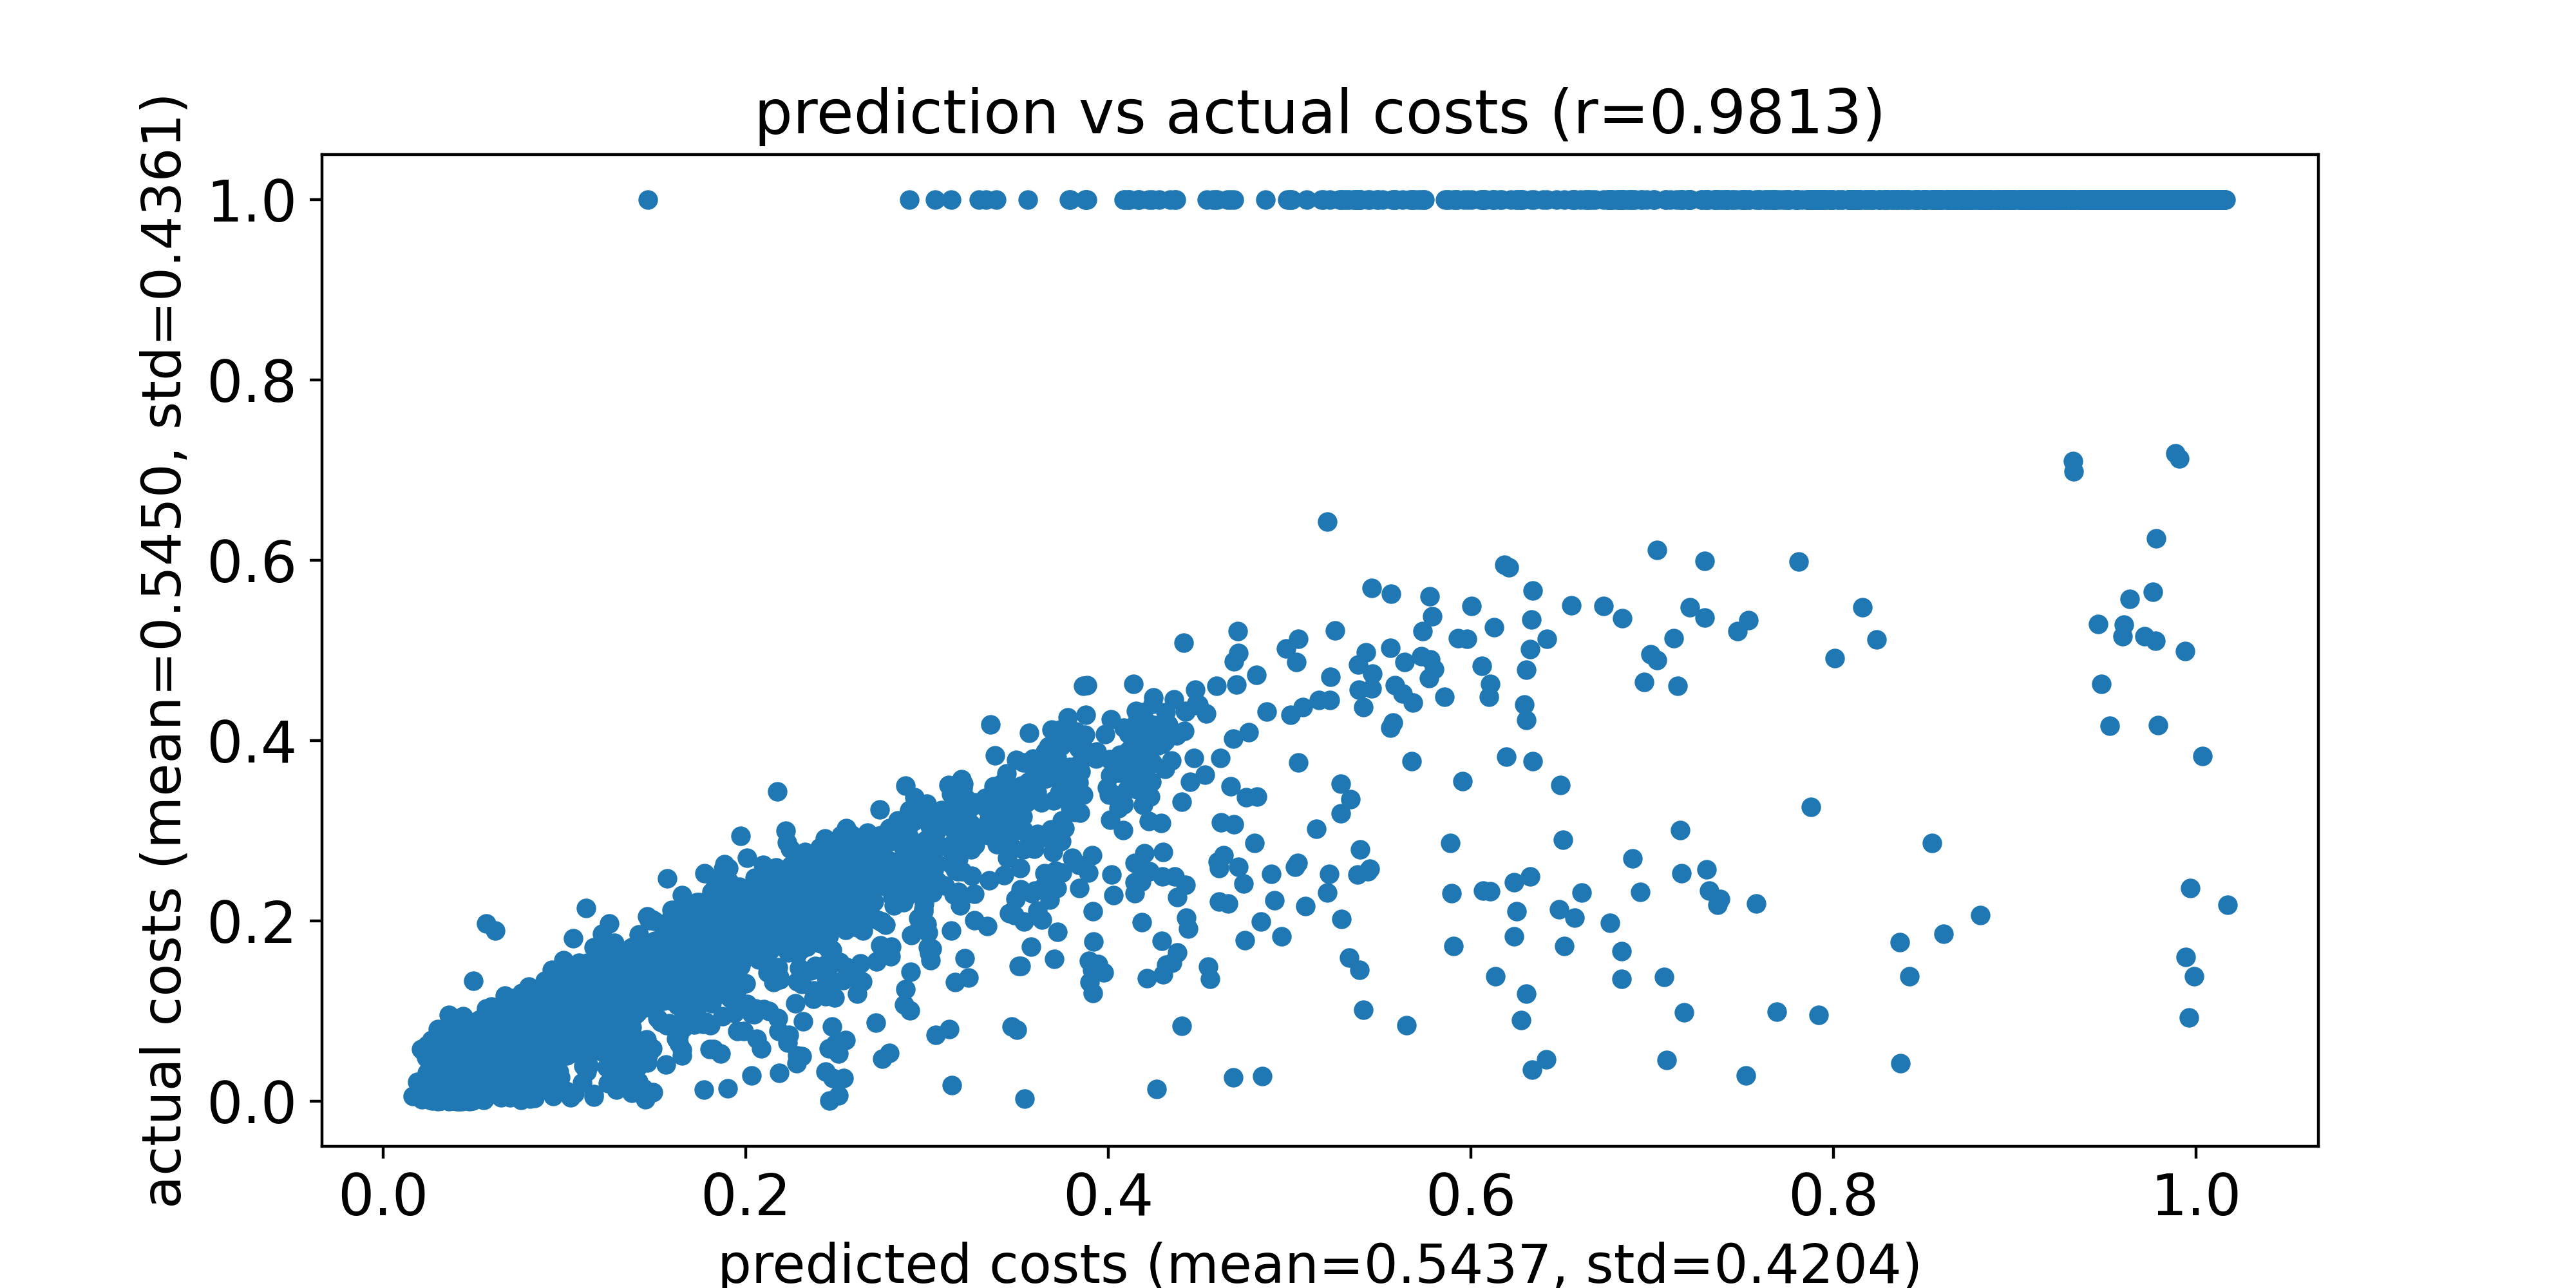 prediction vs actual costs (r=0.9813)
actual costs (mean=0.5450, std=0.4361)
1.0
0.8
0.6
0.4
0.2
0.0
0.0 0.2 0.4 0.6 0.8 1.0
predicted costs (mean=0.5437, std=0.4204)